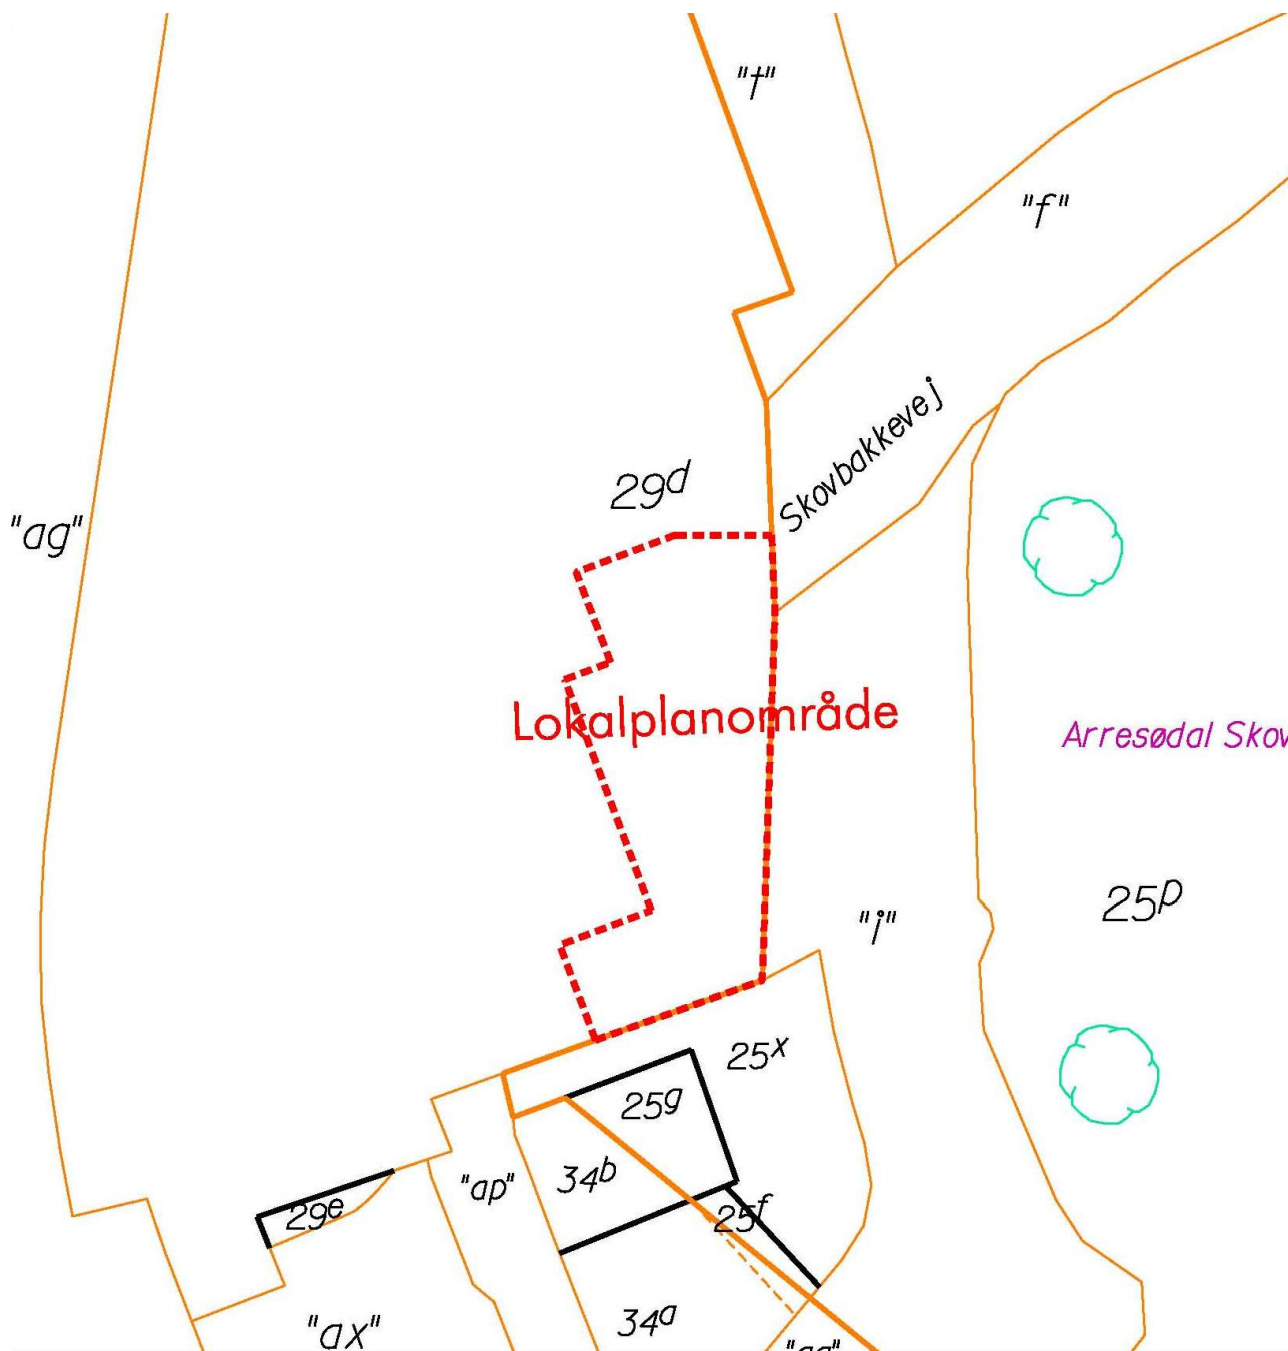 "t"
"f"
Skovbakkevej
29d
"ag"
Lokalplanområde
Arresødal Skov
25p
"i"
25x
25g
34b
"ap"
29e
25f
34a
"ax"